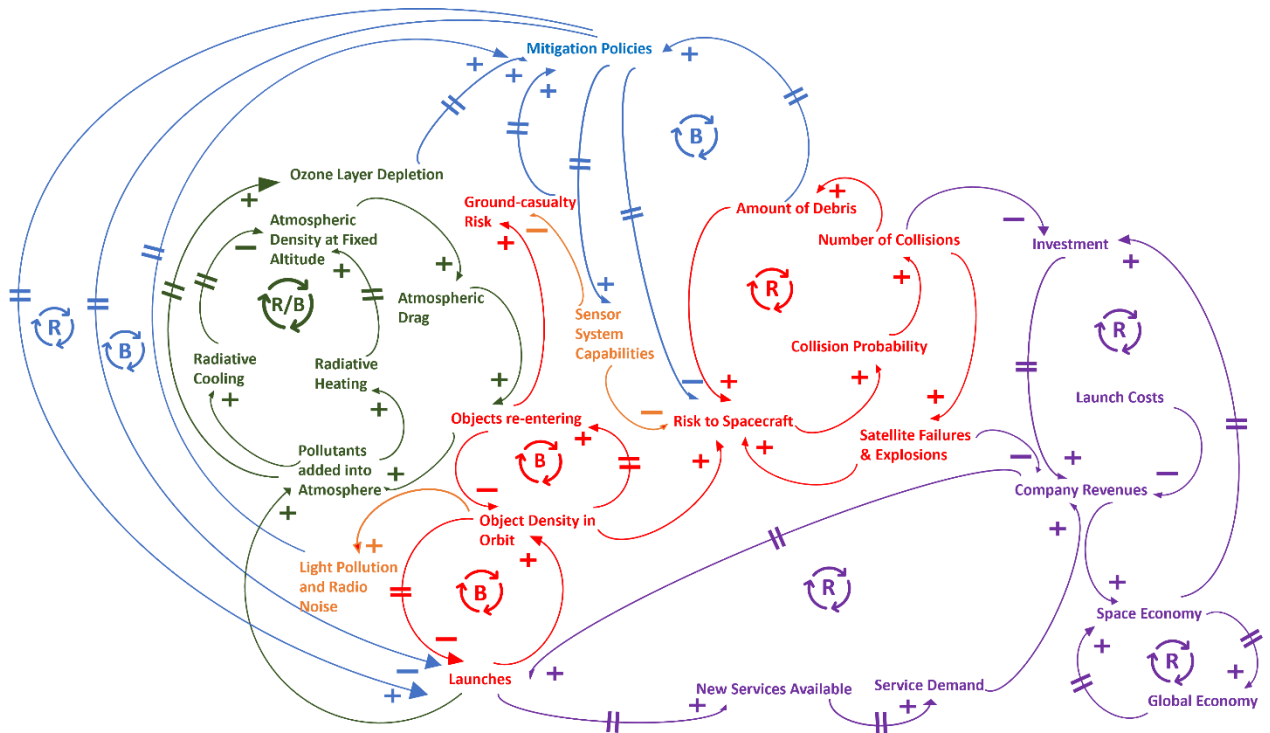 Mitigation Policies
+
+
+
+
B
Ozone Layer Depletion
+
Atmospheric
Density at Fixed
Altitude
−
+
+
R/B
Atmospheric
Drag
Ground-casualty
Risk
−
+
+
Sensor
System
Capabilities
Amount of Debris
+
Number of Collisions
−
Investment
+
R
+
Collision Probability
+
R
B
R
Radiative
Cooling
+
Radiative
Heating
+
+
−
+
−
+
R
Launch Costs
Objects re-entering
+
Risk to Spacecraft
+
+
Satellite Failures
& Explosions
−
+
−
Company Revenues
+
Pollutants
added into
Atmosphere
+
+
B
−
Object Density in
Orbit
+
+
Light Pollution
and Radio
Noise
B
−
R
+
Space Economy
+
R
+
Global Economy
−
+
Launches
+
New Services Available
+
Service Demand
+